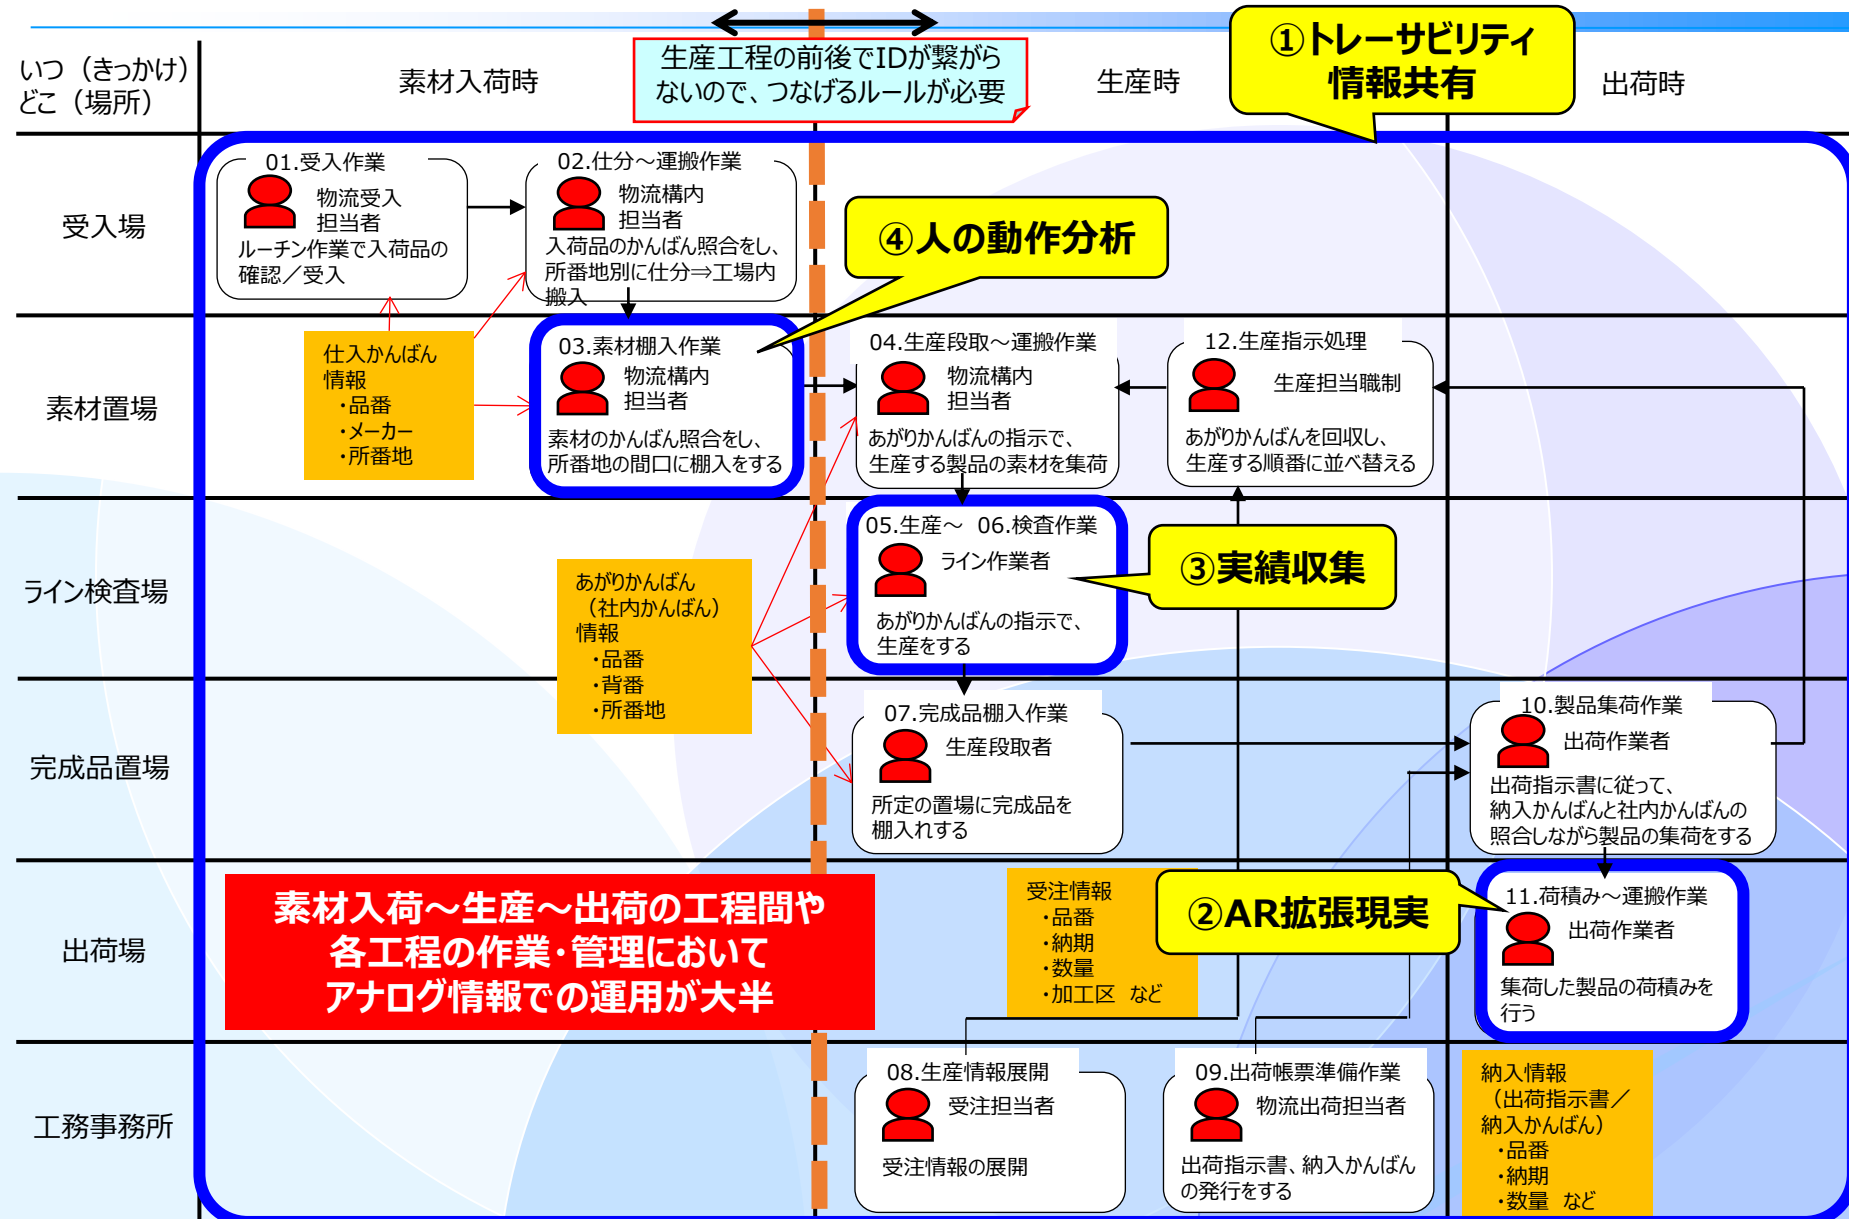 いつ（きっかけ）
どこ（場所）
素材入荷時
生産工程の前後でIDが繋がら
ないので、つなげるルールが必要
生産時
①トレーサビリティ
情報共有
出荷時
受入場
01.受入作業
物流受入
担当者
ルーチン作業で入荷品の
確認／受入
02.仕分～運搬作業
物流構内
担当者
入荷品のかんばん照合をし、
所番地別に仕分⇒工場内
搬入
④人の動作分析
素材置場
仕入かんばん
情報
・品番
・メーカー
・所番地
03.素材棚入作業
物流構内
担当者
素材のかんばん照合をし、
所番地の間口に棚入をする
04.生産段取～運搬作業
物流構内
担当者
あがりかんばんの指示で、
生産する製品の素材を集荷
12.生産指示処理
生産担当職制
あがりかんばんを回収し、
生産する順番に並べ替える
ライン検査場
あがりかんばん
（社内かんばん）
情報
・品番
・背番
・所番地
05.生産～ 06.検査作業
ライン作業者
あがりかんばんの指示で、
生産をする
③実績収集
完成品置場
07.完成品棚入作業
生産段取者
所定の置場に完成品を
棚入れする
10.製品集荷作業
出荷作業者
出荷指示書に従って、
納入かんばんと社内かんばんの
照合しながら製品の集荷をする
出荷場
素材入荷～生産～出荷の工程間や
各工程の作業・管理において
アナログ情報での運用が大半
受注情報
・品番
・納期
・数量
・加工区 など
②AR拡張現実
11.荷積み～運搬作業
出荷作業者
集荷した製品の荷積みを
行う
工務事務所
08.生産情報展開
受注担当者
受注情報の展開
09.出荷帳票準備作業
物流出荷担当者
出荷指示書、納入かんばん
の発行をする
納入情報
（出荷指示書／
納入かんばん）
・品番
・納期
・数量 など